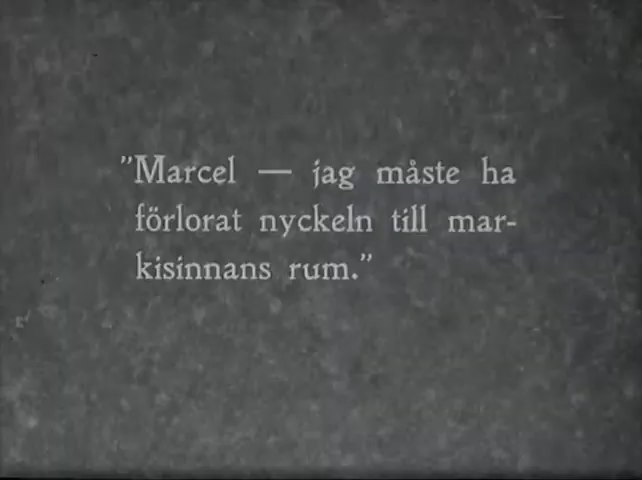 "Marcel — jag måste ha
förlorat nyckeln till mar-
kisinnans rum."